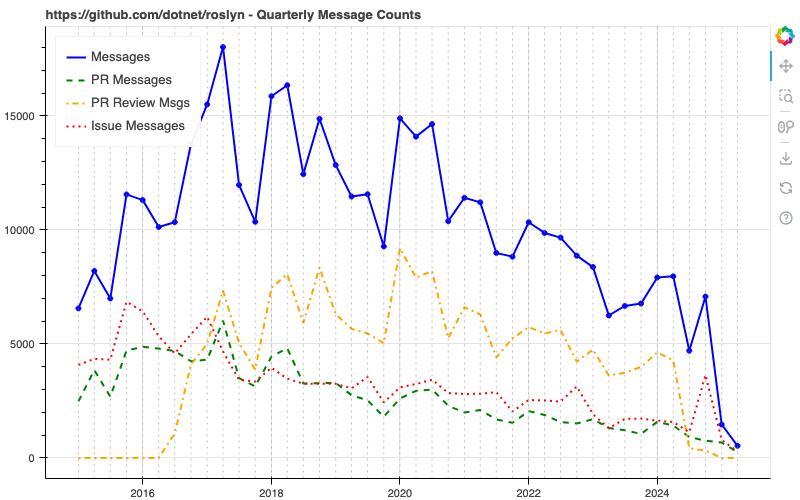 https://github.com/dotnet/roslyn - Quarterly Message Counts
Messages
PR Messages
PR Review Msgs
Issue Messages
15000
10000
5000
0
2016
2018
2020
2022
2024